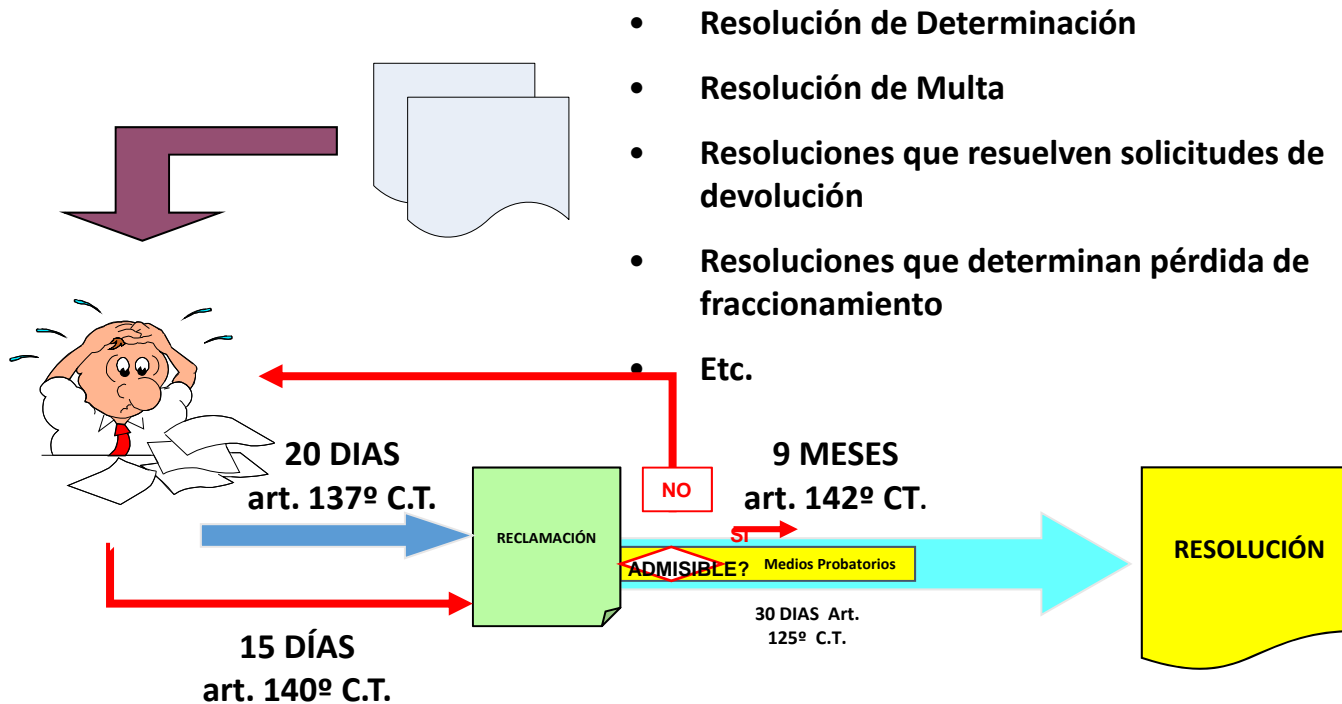 • Resolución de Determinación
• Resolución de Multa
• Resoluciones que resuelven solicitudes de
devolución
• Resoluciones que determinan pérdida de
fraccionamiento
• Etc.
20 DIAS
art. 137º C.T.
RECLAMACIÓN
NO
9 MESES
art. 142º CT.
SI
ADMISIBLE?
Medios Probatorios
30 DIAS Art.
125º C.T.
RESOLUCIÓN
15 DÍAS
art. 140º C.T.